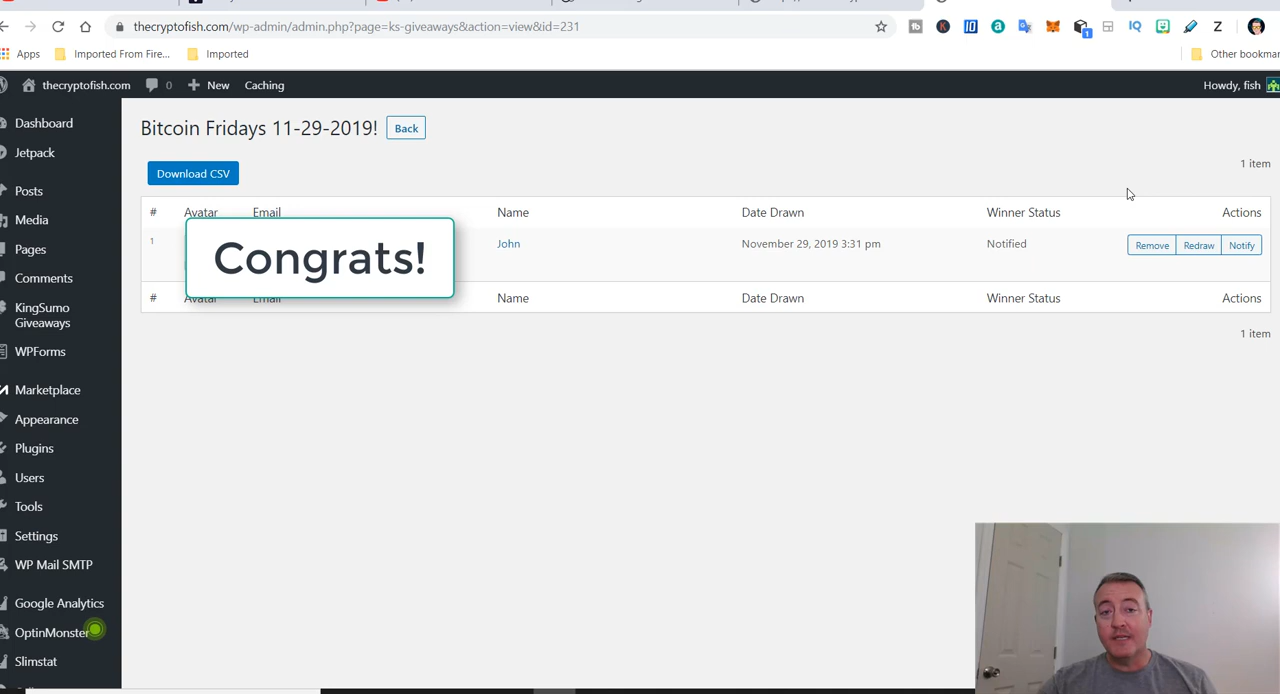 thecryptofish.com/wp-admin/admin.php?page=ks-giveaways&action=view&id=231
Apps
Imported From Fire...
Imported
Other bookmar
thecryptofish.com
0
New
Caching
Howdy, fish
Dashboard
Jetpack
Posts
Media
Pages
Comments
KingSumo
Giveaways
WPForms
Marketplace
Appearance
Plugins
Users
Tools
Settings
WP Mail SMTP
Google Analytics
OptinMonster
Slimstat
Bitcoin Fridays 11-29-2019! Back
Download CSV
1 item
# Avatar Email Name Date Drawn Winner Status Actions
1 John November 29, 2019 3:31 pm Notified Remove Redraw Notify
Congrats!
# Avatar Email Name Date Drawn Winner Status Actions
1 item